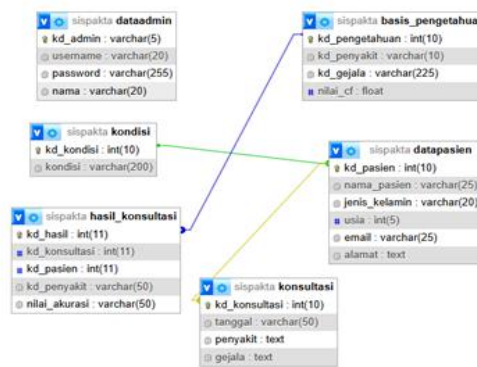 sispakta dataadmin
kd_admin : varchar(5)
username : varchar(20)
password : varchar(255)
nama : varchar(20)
sispakta basis_pengetahuan
kd_pengetahuan : int(10)
kd_penyakit : varchar(10)
kd_gejala : varchar(225)
nilai_cf : float
sispakta kondisi
kd_kondisi : int(10)
kondisi : varchar(200)
sispakta datapasien
kd_pasien : int(10)
nama_pasien : varchar(25)
jenis_kelamin : varchar(20)
usia : int(5)
email : varchar(25)
alamat : text
sispakta hasil_konsultasi
kd_hasil : int(11)
kd_konsultasi : int(11)
kd_pasien : int(11)
kd_penyakit : varchar(50)
nilai_akurasi : varchar(50)
sispakta konsultasi
kd_konsultasi : int(10)
tanggal : varchar(50)
penyakit : text
gejala : text